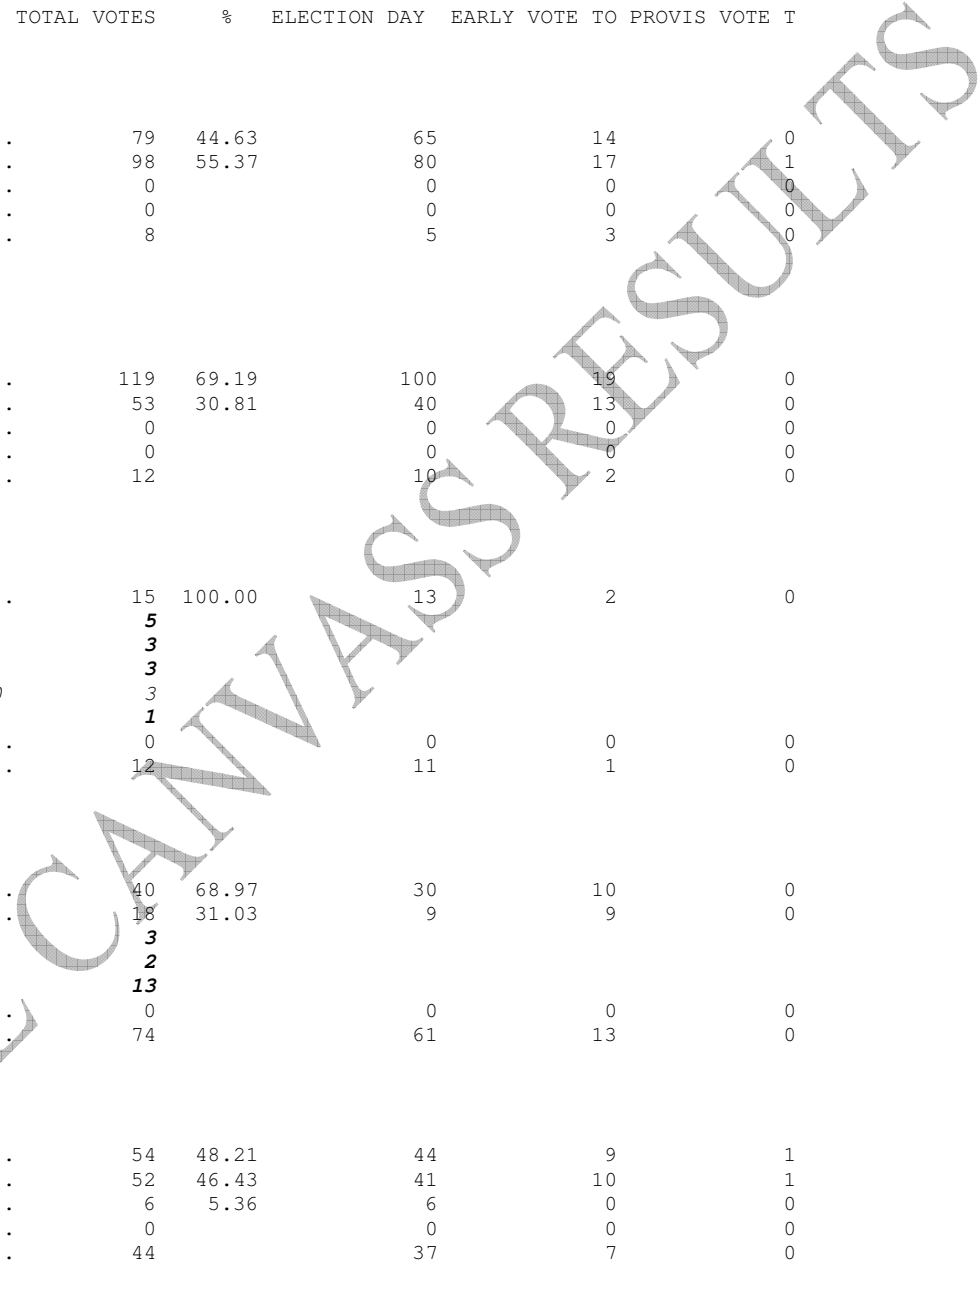 TOTAL VOTES % ELECTION DAY EARLY VOTE TO PROVIS VOTE T
. 79 44.63 65 14 0
. 98 55.37 80 17 1
. 0 0 0 0
. 0 0 0 0
. 8 5 3 0
. 119 69.19 100 19 0
. 53 30.81 40 13 0
. 0 0 0 0
. 0 0 0 0
. 12 10 2 0
. 15 100.00 13 2 0
5
3
3
) 3
1
. 0 0 0 0
. 12 11 1 0
. 40 68.97 30 10 0
. 18 31.03 9 9 0
3
2
13
. 0 0 0 0
. 74 61 13 0
. 54 48.21 44 9 1
. 52 46.43 41 10 1
. 6 5.36 6 0 0
. 0 0 0 0
. 44 37 7 0
L CANVASS RESULTS